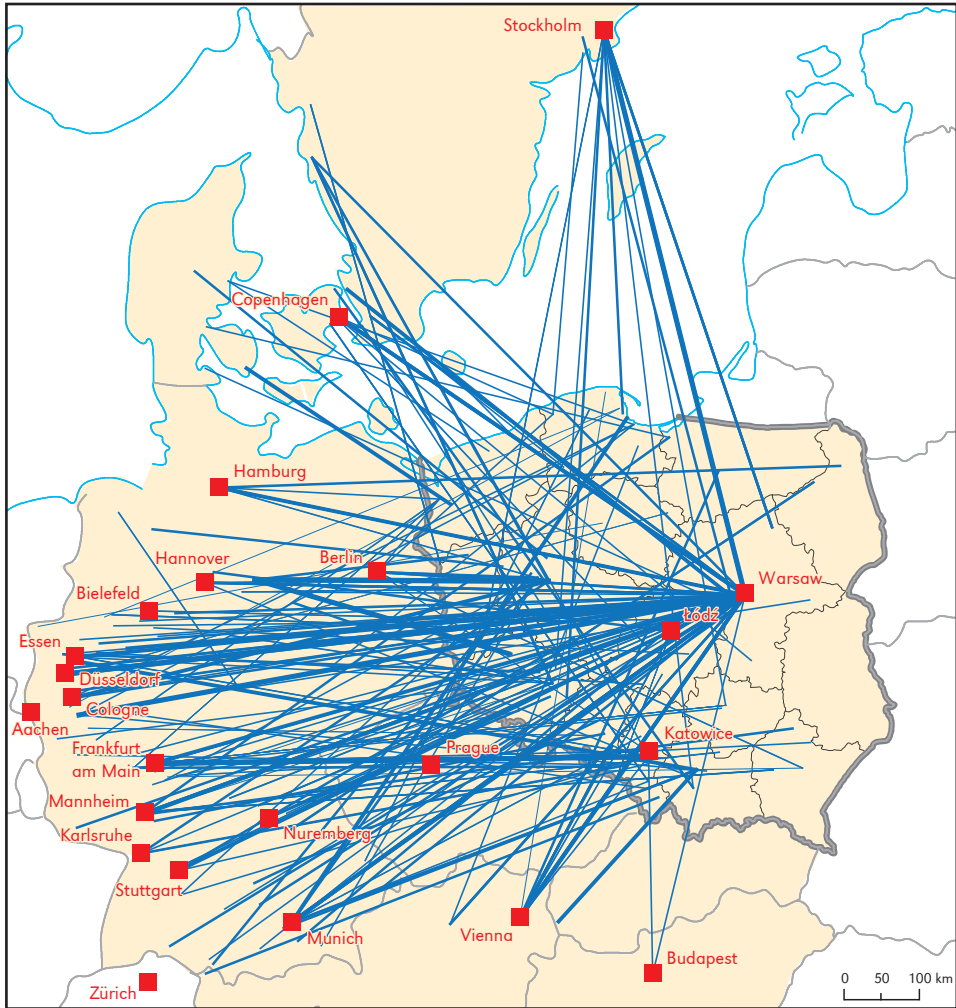 Stockholm
Copenhagen
Hamburg
Hannover
Berlin
Bielefeld
Warsaw
Łódź
Essen
Düsseldorf
Cologne
Aachen
Katowice
Frankfurt
am Main
Prague
Mannheim
Karlsruhe
Nuremberg
Stuttgart
Munich
Vienna
Budapest
Zürich
0 50 100 km